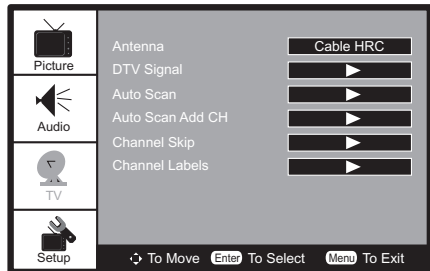 Picture
Audio
TV
Setup
Antenna Cable HRC
DTV Signal
Auto Scan
Auto Scan Add CH
Channel Skip
Channel Labels
To Move Enter To Select Menu To Exit